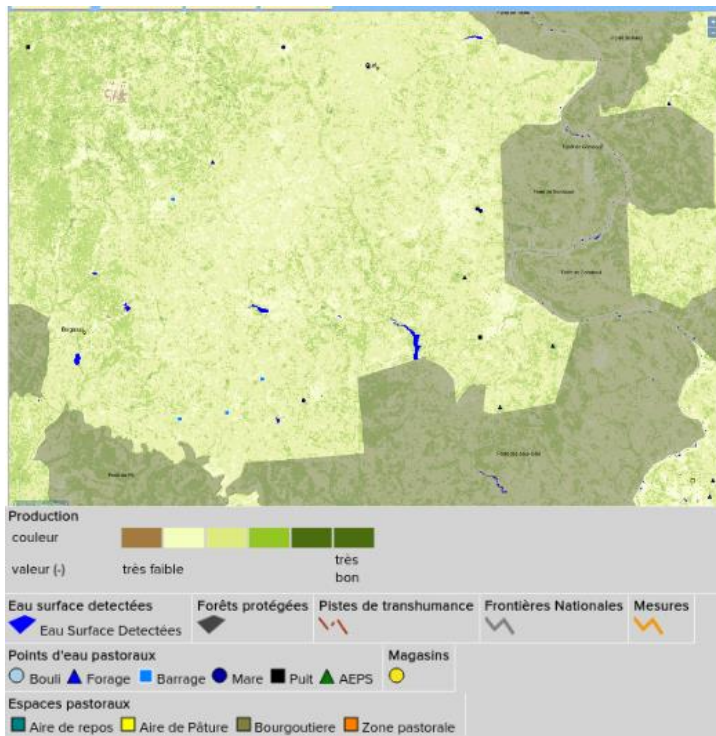 Production
couleur
valeur (-) très faible très bon
Eau surface detectées Forêts protégées Pistes de transhumance Frontières Nationales Mesures
Eau Surface Detectées
Points d'eau pastoraux Magasins
Bouli Forage Barrage Mare Puit AEPS
Espaces pastoraux
Aire de repos Aire de Pâture Bourgoutiere Zone pastorale